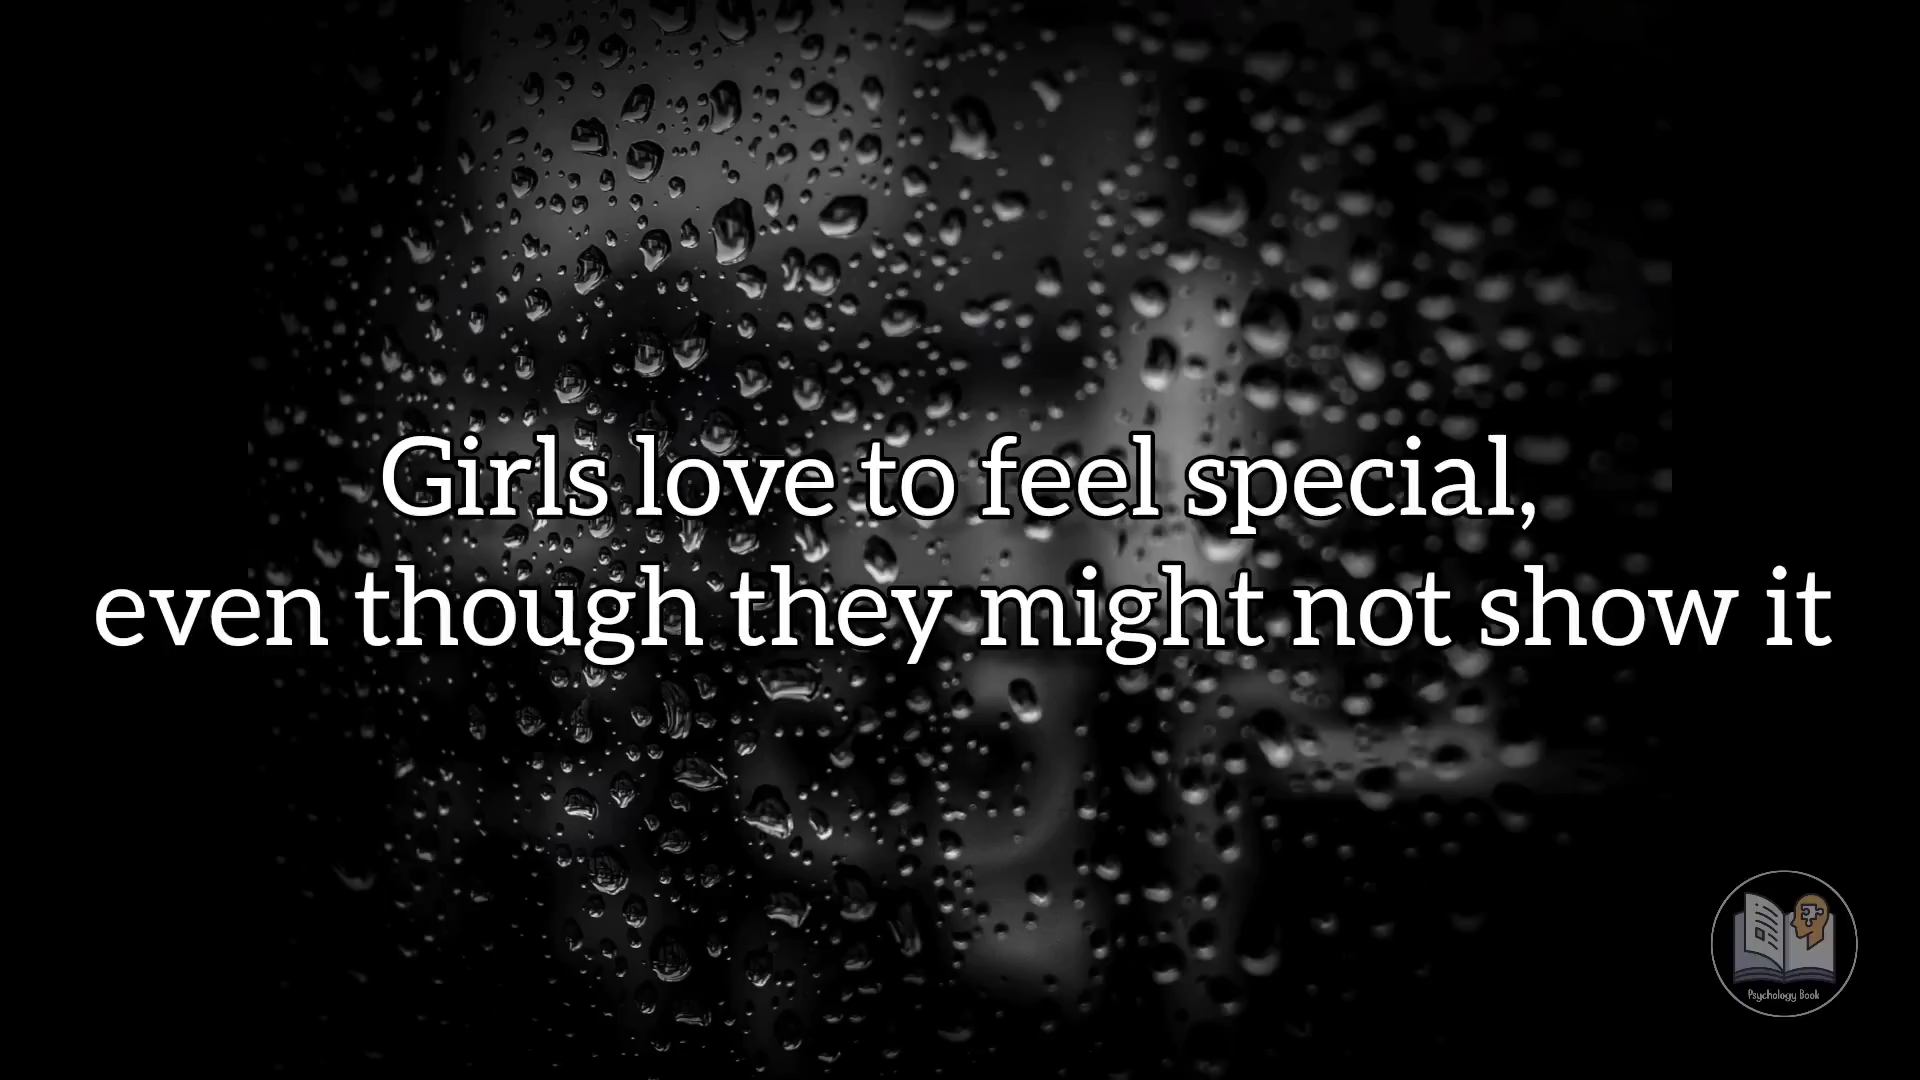 Girls love to feel special,
even though they might not show it
Psychology Book